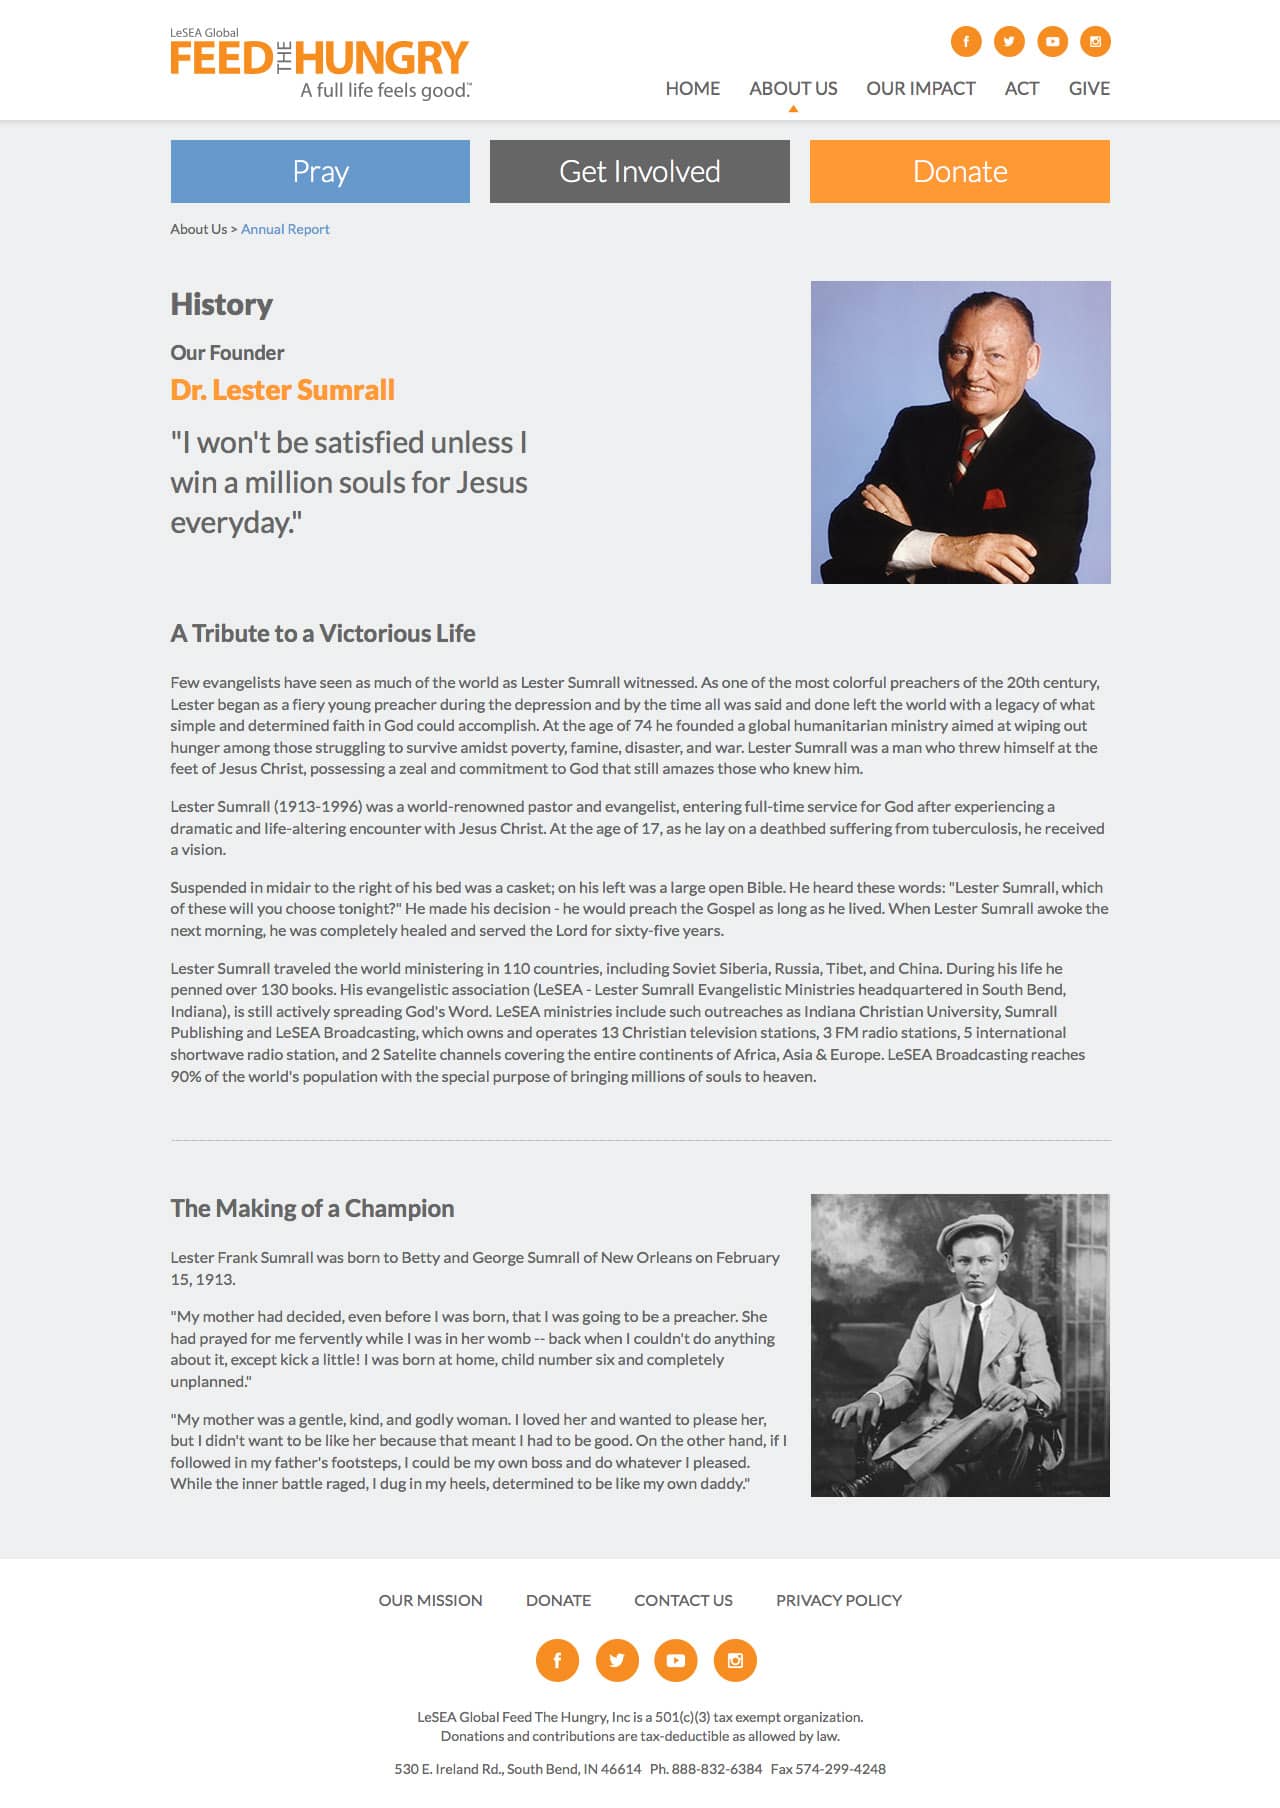 LeSEA Global
FEED THE HUNGRY
A full life feels good.™
HOME ABOUT US OUR IMPACT ACT GIVE
Pray Get Involved Donate
About Us > Annual Report
History
Our Founder
Dr. Lester Sumrall
"I won't be satisfied unless I
win a million souls for Jesus
everyday."
A Tribute to a Victorious Life
Few evangelists have seen as much of the world as Lester Sumrall witnessed. As one of the most colorful preachers of the 20th century,
Lester began as a fiery young preacher during the depression and by the time all was said and done left the world with a legacy of what
simple and determined faith in God could accomplish. At the age of 74 he founded a global humanitarian ministry aimed at wiping out
hunger among those struggling to survive amidst poverty, famine, disaster, and war. Lester Sumrall was a man who threw himself at the
feet of Jesus Christ, possessing a zeal and commitment to God that still amazes those who knew him.
Lester Sumrall (1913-1996) was a world-renowned pastor and evangelist, entering full-time service for God after experiencing a
dramatic and life-altering encounter with Jesus Christ. At the age of 17, as he lay on a deathbed suffering from tuberculosis, he received
a vision.
Suspended in midair to the right of his bed was a casket; on his left was a large open Bible. He heard these words: "Lester Sumrall, which
of these will you choose tonight?" He made his decision - he would preach the Gospel as long as he lived. When Lester Sumrall awoke the
next morning, he was completely healed and served the Lord for sixty-five years.
Lester Sumrall traveled the world ministering in 110 countries, including Soviet Siberia, Russia, Tibet, and China. During his life he
penned over 130 books. His evangelistic association (LeSEA - Lester Sumrall Evangelistic Ministries headquartered in South Bend,
Indiana), is still actively spreading God's Word. LeSEA ministries include such outreaches as Indiana Christian University, Sumrall
Publishing and LeSEA Broadcasting, which owns and operates 13 Christian television stations, 3 FM radio stations, 5 international
shortwave radio station, and 2 Satelite channels covering the entire continents of Africa, Asia & Europe. LeSEA Broadcasting reaches
90% of the world's population with the special purpose of bringing millions of souls to heaven.
The Making of a Champion
Lester Frank Sumrall was born to Betty and George Sumrall of New Orleans on February
15, 1913.
"My mother had decided, even before I was born, that I was going to be a preacher. She
had prayed for me fervently while I was in her womb -- back when I couldn't do anything
about it, except kick a little! I was born at home, child number six and completely
unplanned."
"My mother was a gentle, kind, and godly woman. I loved her and wanted to please her,
but I didn't want to be like her because that meant I had to be good. On the other hand, if I
followed in my father's footsteps, I could be my own boss and do whatever I pleased.
While the inner battle raged, I dug in my heels, determined to be like my own daddy."
OUR MISSION DONATE CONTACT US PRIVACY POLICY
LeSEA Global Feed The Hungry, Inc is a 501(c)(3) tax exempt organization.
Donations and contributions are tax-deductible as allowed by law.
530 E. Ireland Rd., South Bend, IN 46614 Ph. 888-832-6384 Fax 574-299-4248